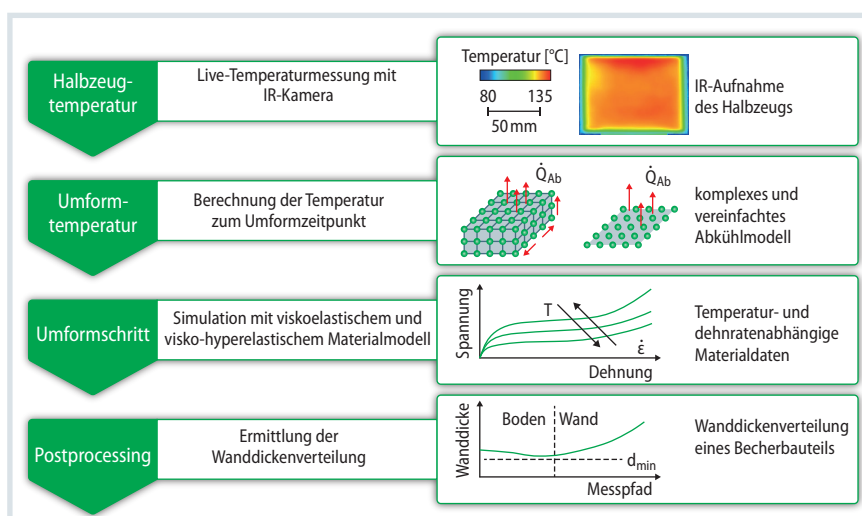 Halbzeug-
temperatur
Live-Temperaturmessung mit
IR-Kamera
Temperatur [°C]
80 135
50 mm
IR-Aufnahme
des Halbzeugs
Umform-
temperatur
Berechnung der Temperatur
zum Umformzeitpunkt
Q̇Ab
Q̇Ab
komplexes und
vereinfachtes
Abkühlmodell
Umformschritt
Simulation mit viskoelastischem und
visko-hyperelastischem Materialmodell
Spannung
T
ε̇
Dehnung
Temperatur- und
dehnratenabhängige
Materialdaten
Postprocessing
Ermittlung der
Wanddickenverteilung
Wanddicke
Boden Wand
dmin
Messpfad
Wanddickenverteilung
eines Becherbauteils